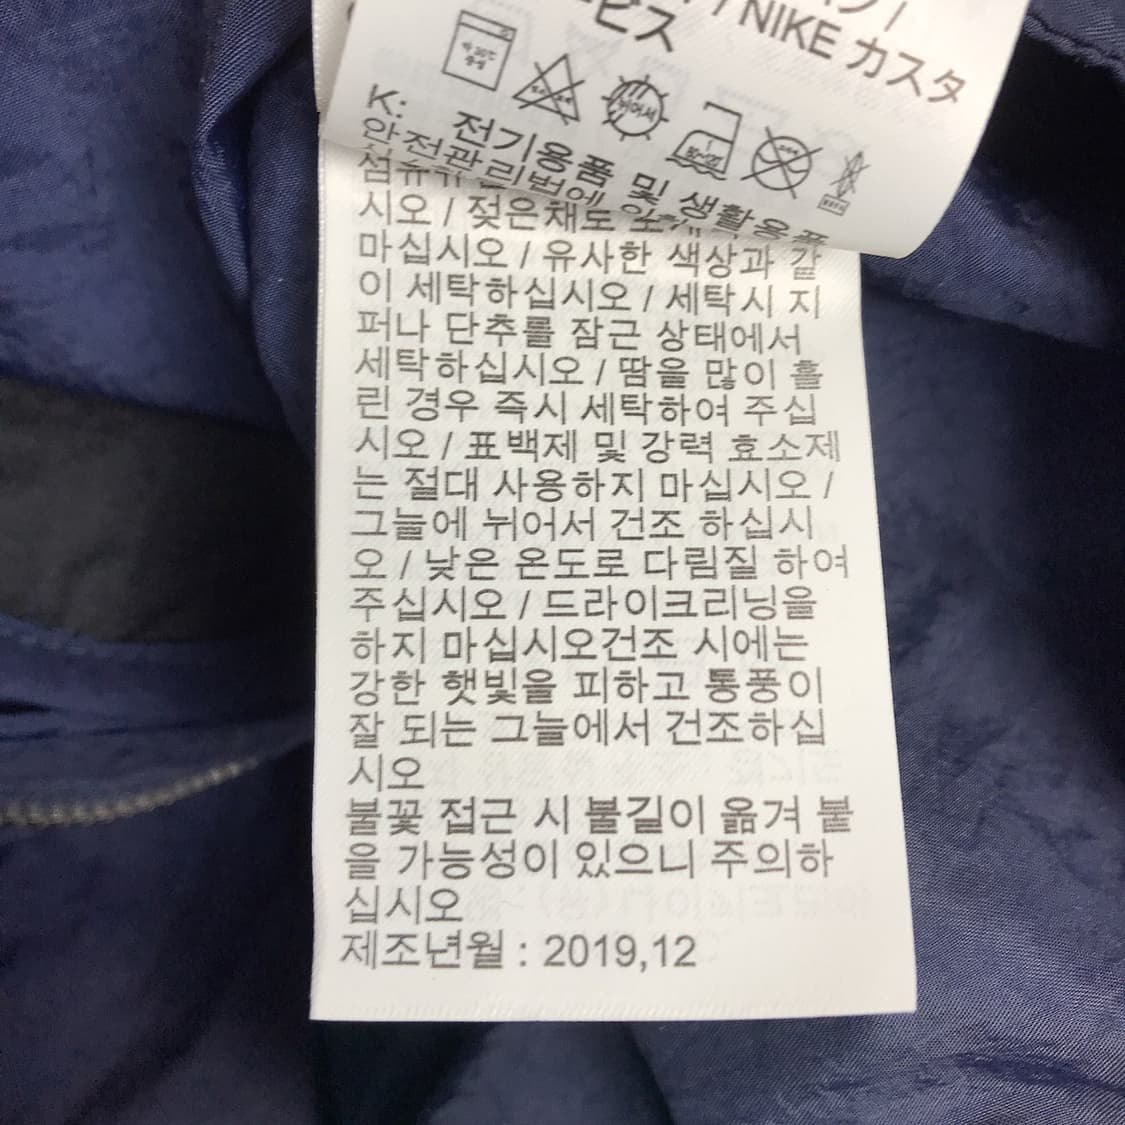 / NIKE カスタ
ービス
K: 전기용품 및 생활용품
안전관리법에
시오 / 젖은채로
마십시오 / 유사한 색상과 같
이 세탁하십시오 / 세탁시 지
퍼나 단추를 잠근 상태에서
세탁하십시오 / 땀을 많이 흘
린 경우 즉시 세탁하여 주십
시오 / 표백제 및 강력 효소제
는 절대 사용하지 마십시오 /
그늘에 뉘어서 건조 하십시
오 / 낮은 온도로 다림질 하여
주십시오 / 드라이크리닝을
하지 마십시오건조 시에는
강한 햇빛을 피하고 통풍이
잘 되는 그늘에서 건조하십
시오
불꽃 접근 시 불길이 옮겨 붙
을 가능성이 있으니 주의하
십시오
제조년월 : 2019,12